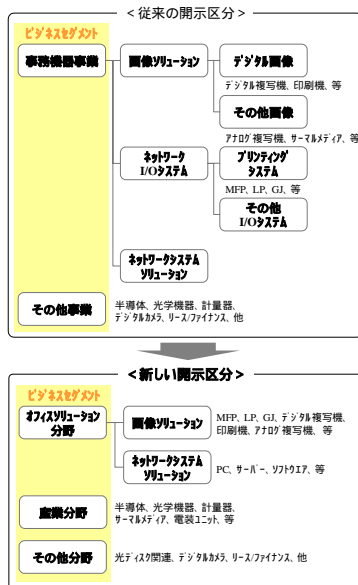 <従来の開示区分>
ビジネスセグメント
事務機器事業
画像ソリューション
デジタル画像
デジタル複写機、印刷機、等
その他画像
アナログ複写機、サーマルメディア、等
ネットワーク
I/Oシステム
プリンティング
システム
MFP、LP、GJ、等
その他
I/Oシステム
ネットワークシステム
ソリューション
その他事業
半導体、光学機器、計量器、
デジタルカメラ、リース/ファイナンス、他
<新しい開示区分>
ビジネスセグメント
オフィスソリューション
分野
画像ソリューション
MFP、LP、GJ、デジタル複写機、
印刷機、アナログ複写機、等
ネットワークシステム
ソリューション
PC、サーバー、ソフトウエア、等
産業分野
半導体、光学機器、計量器、
サーマルメディア、電装ユニット、等
その他分野
光ディスク関連、デジタルカメラ、リース/ファイナンス、他